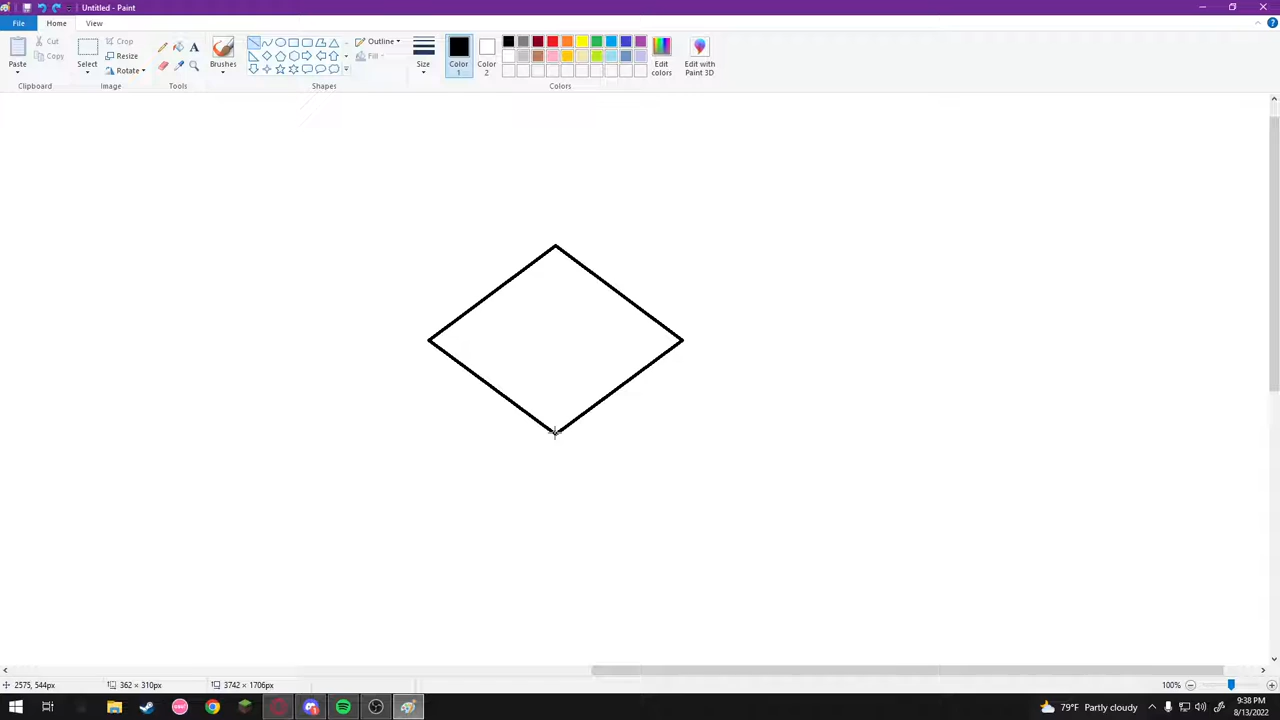 Untitled - Paint
File Home View
Paste
Cut
Copy
Clipboard
Select
Crop
Resize
Rotate
Image
A
Tools
Brushes
Outline
Fill
Shapes
Size
Color 1
Color 2
Edit colors
Edit with Paint 3D
Colors
2575, 544px
362 × 310px
3742 × 1706px
100%
79°F Partly cloudy
9:38 PM
8/13/2022